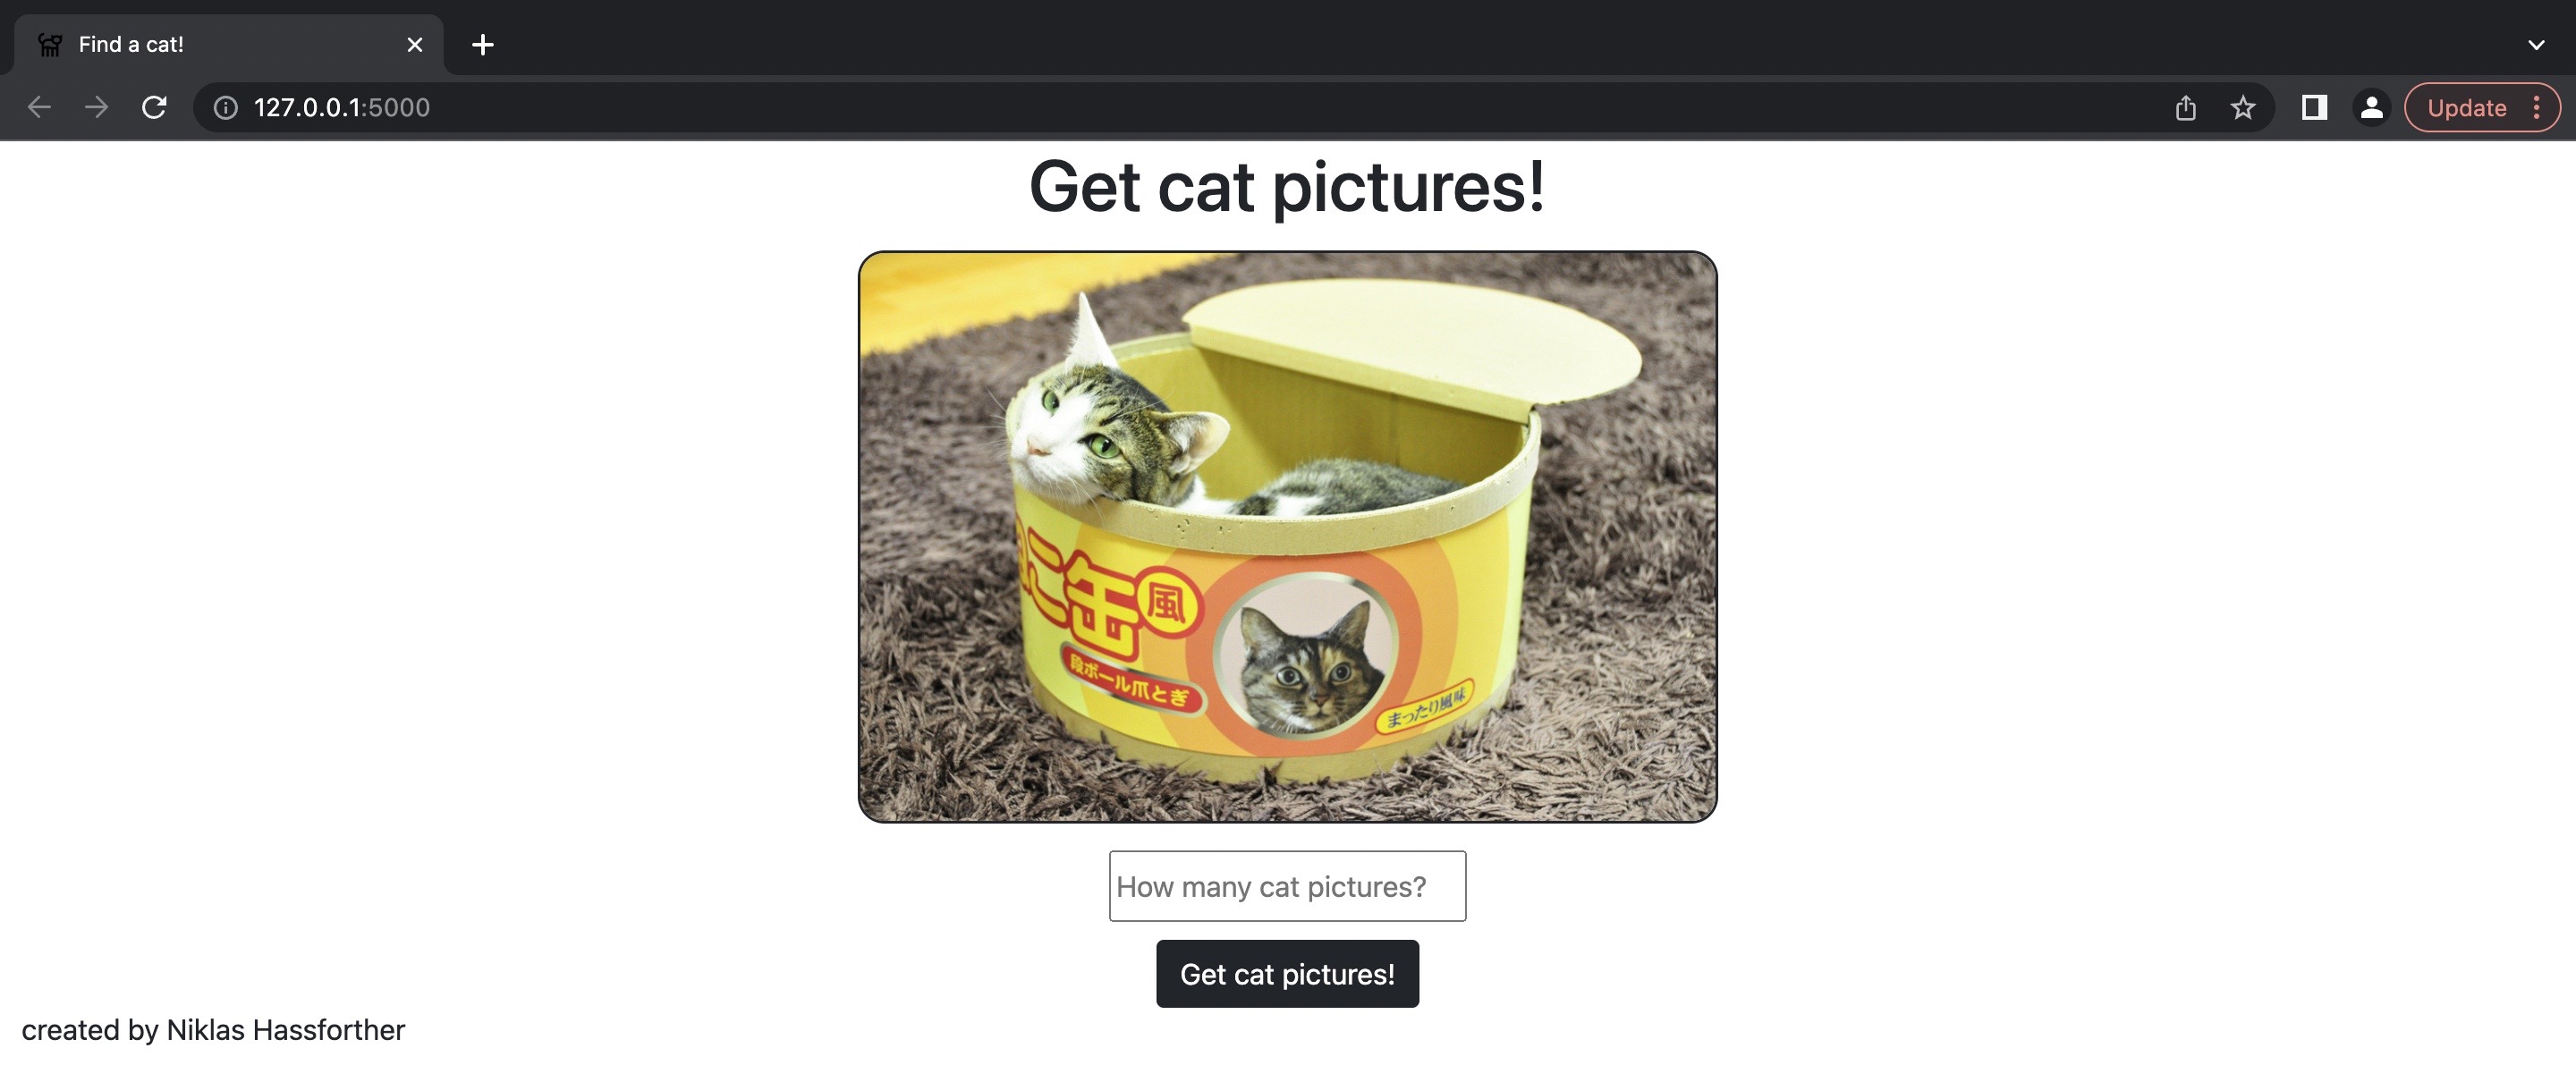 Find a cat!
127.0.0.1:5000
Update
Get cat pictures!
こ缶風
段ボール爪とぎ
まったり風味
How many cat pictures?
Get cat pictures!
created by Niklas Hassforther